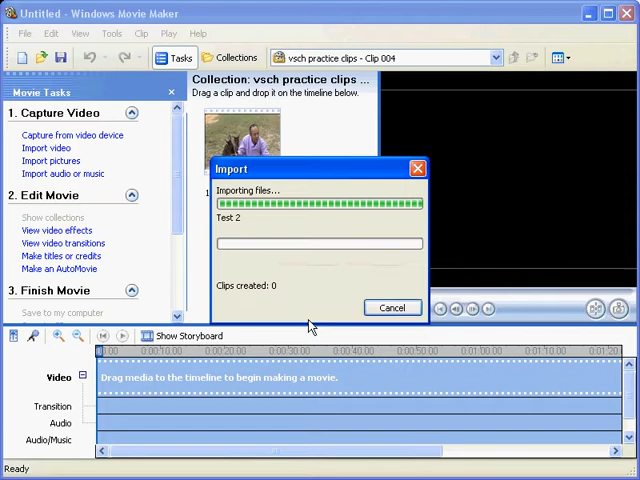 Untitled - Windows Movie Maker
File Edit View Tools Clip Play Help
Tasks Collections vsch practice clips - Clip 004
Movie Tasks
Collection: vsch practice clips ...
Drag a clip and drop it on the timeline below.
1. Capture Video
Capture from video device
Import video
Import pictures
Import audio or music
2. Edit Movie
Show collections
View video effects
View video transitions
Make titles or credits
Make an AutoMovie
3. Finish Movie
Save to my computer
Import
Importing files...
Test 2
Clips created: 0
Cancel
Show Storyboard
0:00:10.00 0:00:20.00 0:00:30.00 0:00:40.00 0:00:50.00 0:01:00.00 0:01:10.00 0:01:20
Video
Drag media to the timeline to begin making a movie.
Transition
Audio
Audio/Music
Ready